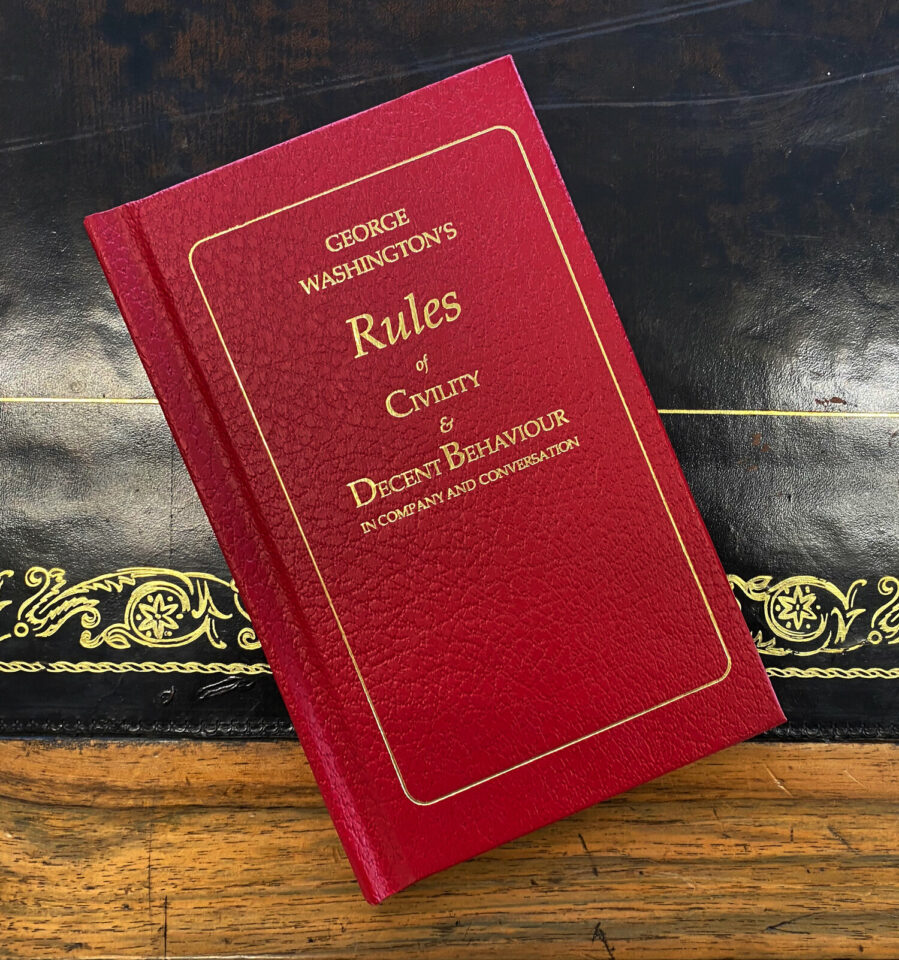 GEORGE
WASHINGTON'S
Rules
of
CIVILITY
&
DECENT BEHAVIOUR
IN COMPANY AND CONVERSATION